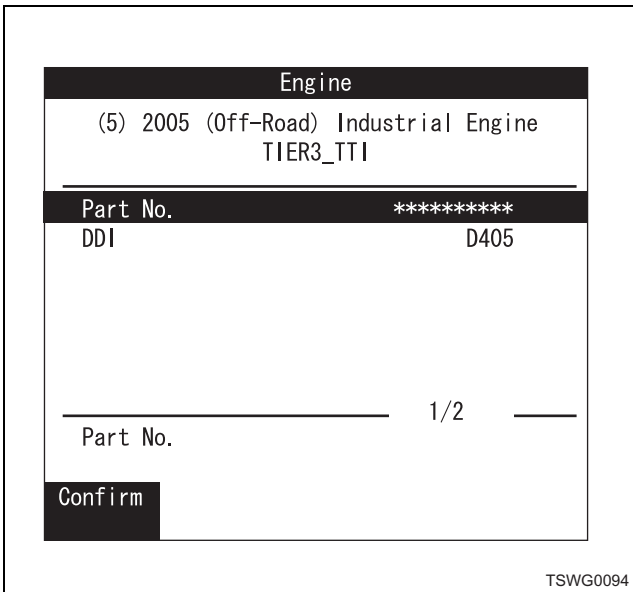 Engine
(5) 2005 (Off-Road) Industrial Engine
TIER3_TTI
Part No. **********
DDI D405
1/2
Part No.
Confirm
TSWG0094